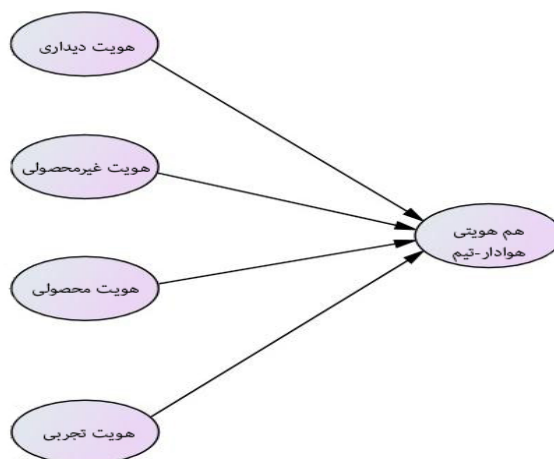 هویت دیداری
هویت غیرمحصولی
هم هویتی
هوادار-تیم
هویت محصولی
هویت تجربی